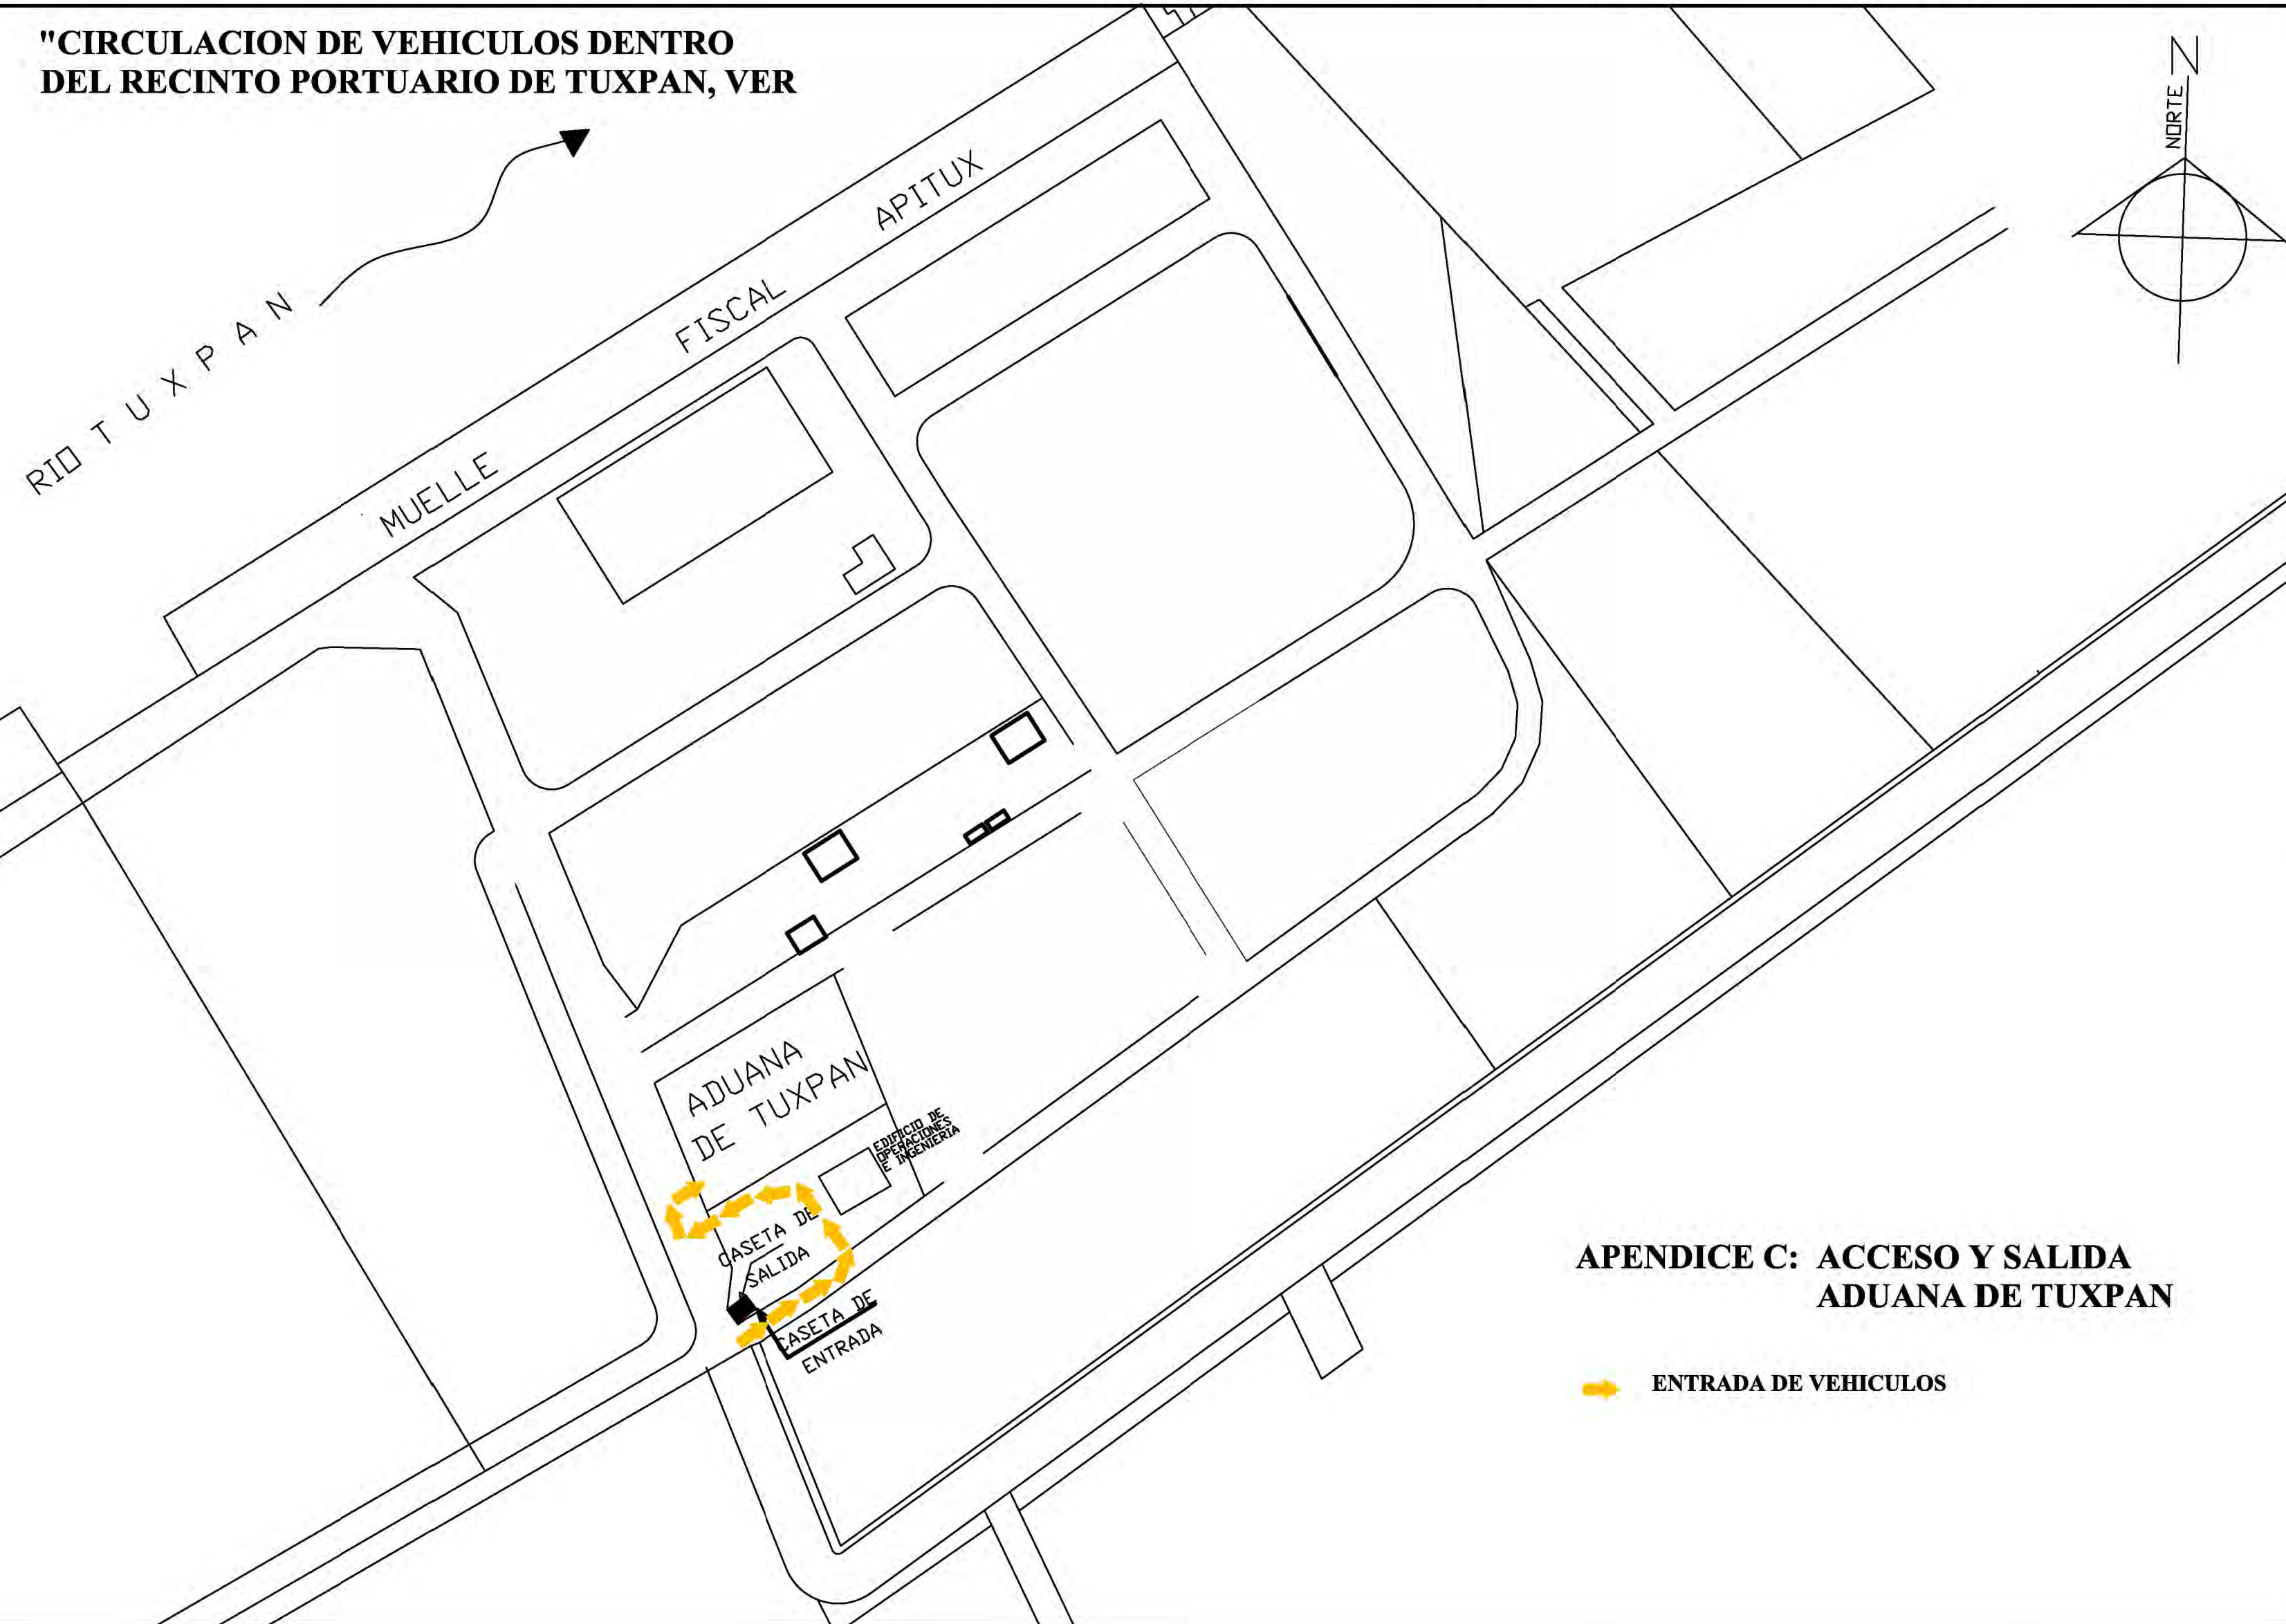 "CIRCULACION DE VEHICULOS DENTRO
DEL RECINTO PORTUARIO DE TUXPAN, VER
N
NORTE
RIO TUXPAN
MUELLE FISCAL APITUX
ADUANA
DE TUXPAN
EDIFICIO DE
OPERACIONES
E INGENIERIA
CASETA DE
SALIDA
CASETA DE
ENTRADA
APENDICE C: ACCESO Y SALIDA
ADUANA DE TUXPAN
ENTRADA DE VEHICULOS